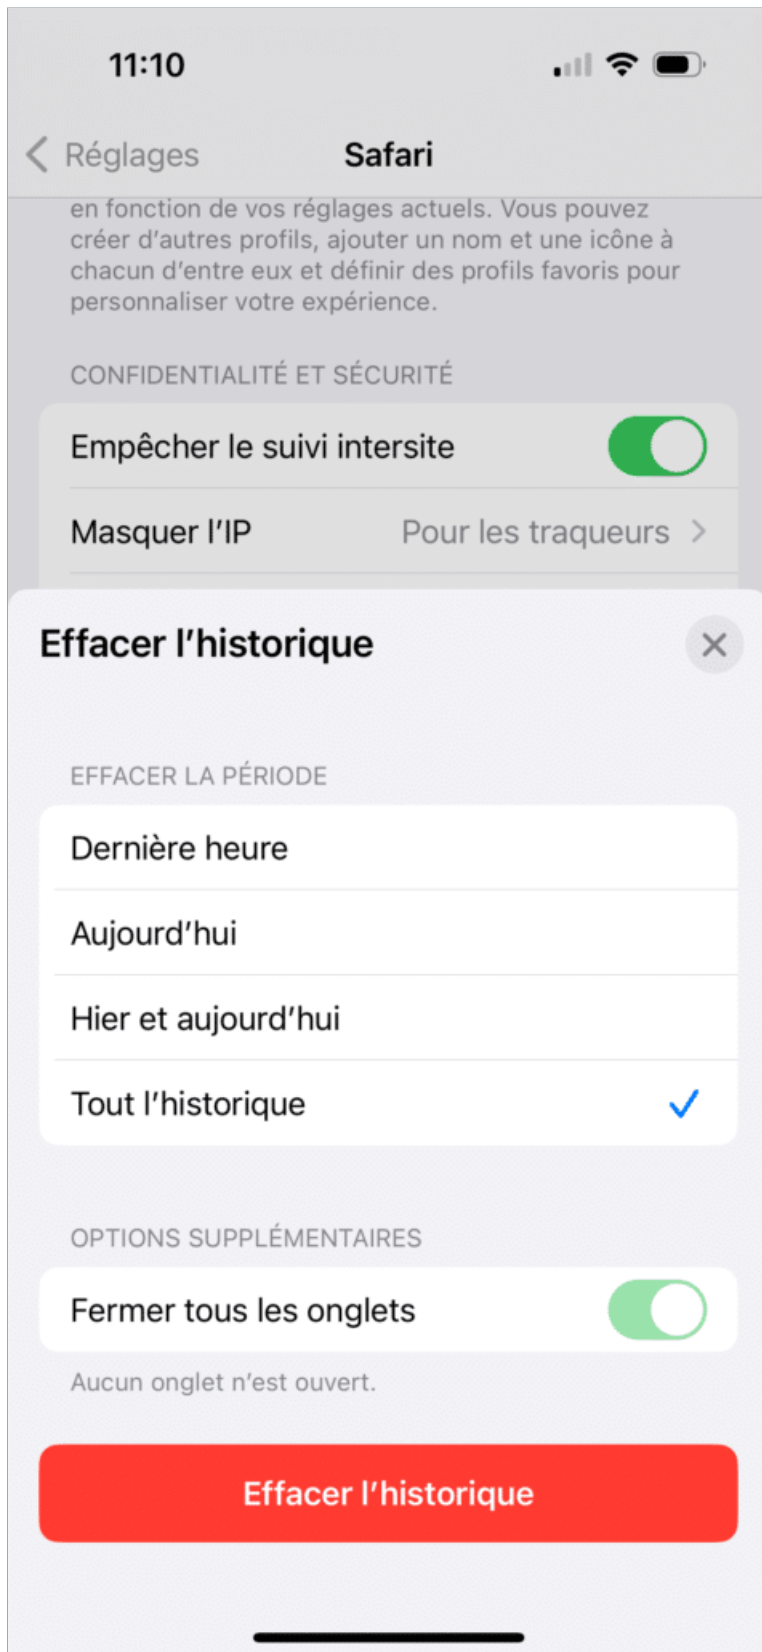 11:10
Réglages
Safari
en fonction de vos réglages actuels. Vous pouvez
créer d’autres profils, ajouter un nom et une icône à
chacun d’entre eux et définir des profils favoris pour
personnaliser votre expérience.
CONFIDENTIALITÉ ET SÉCURITÉ
Empêcher le suivi intersite
Masquer l’IP
Pour les traqueurs
Effacer l’historique
EFFACER LA PÉRIODE
Dernière heure
Aujourd’hui
Hier et aujourd’hui
Tout l’historique
OPTIONS SUPPLÉMENTAIRES
Fermer tous les onglets
Aucun onglet n’est ouvert.
Effacer l’historique